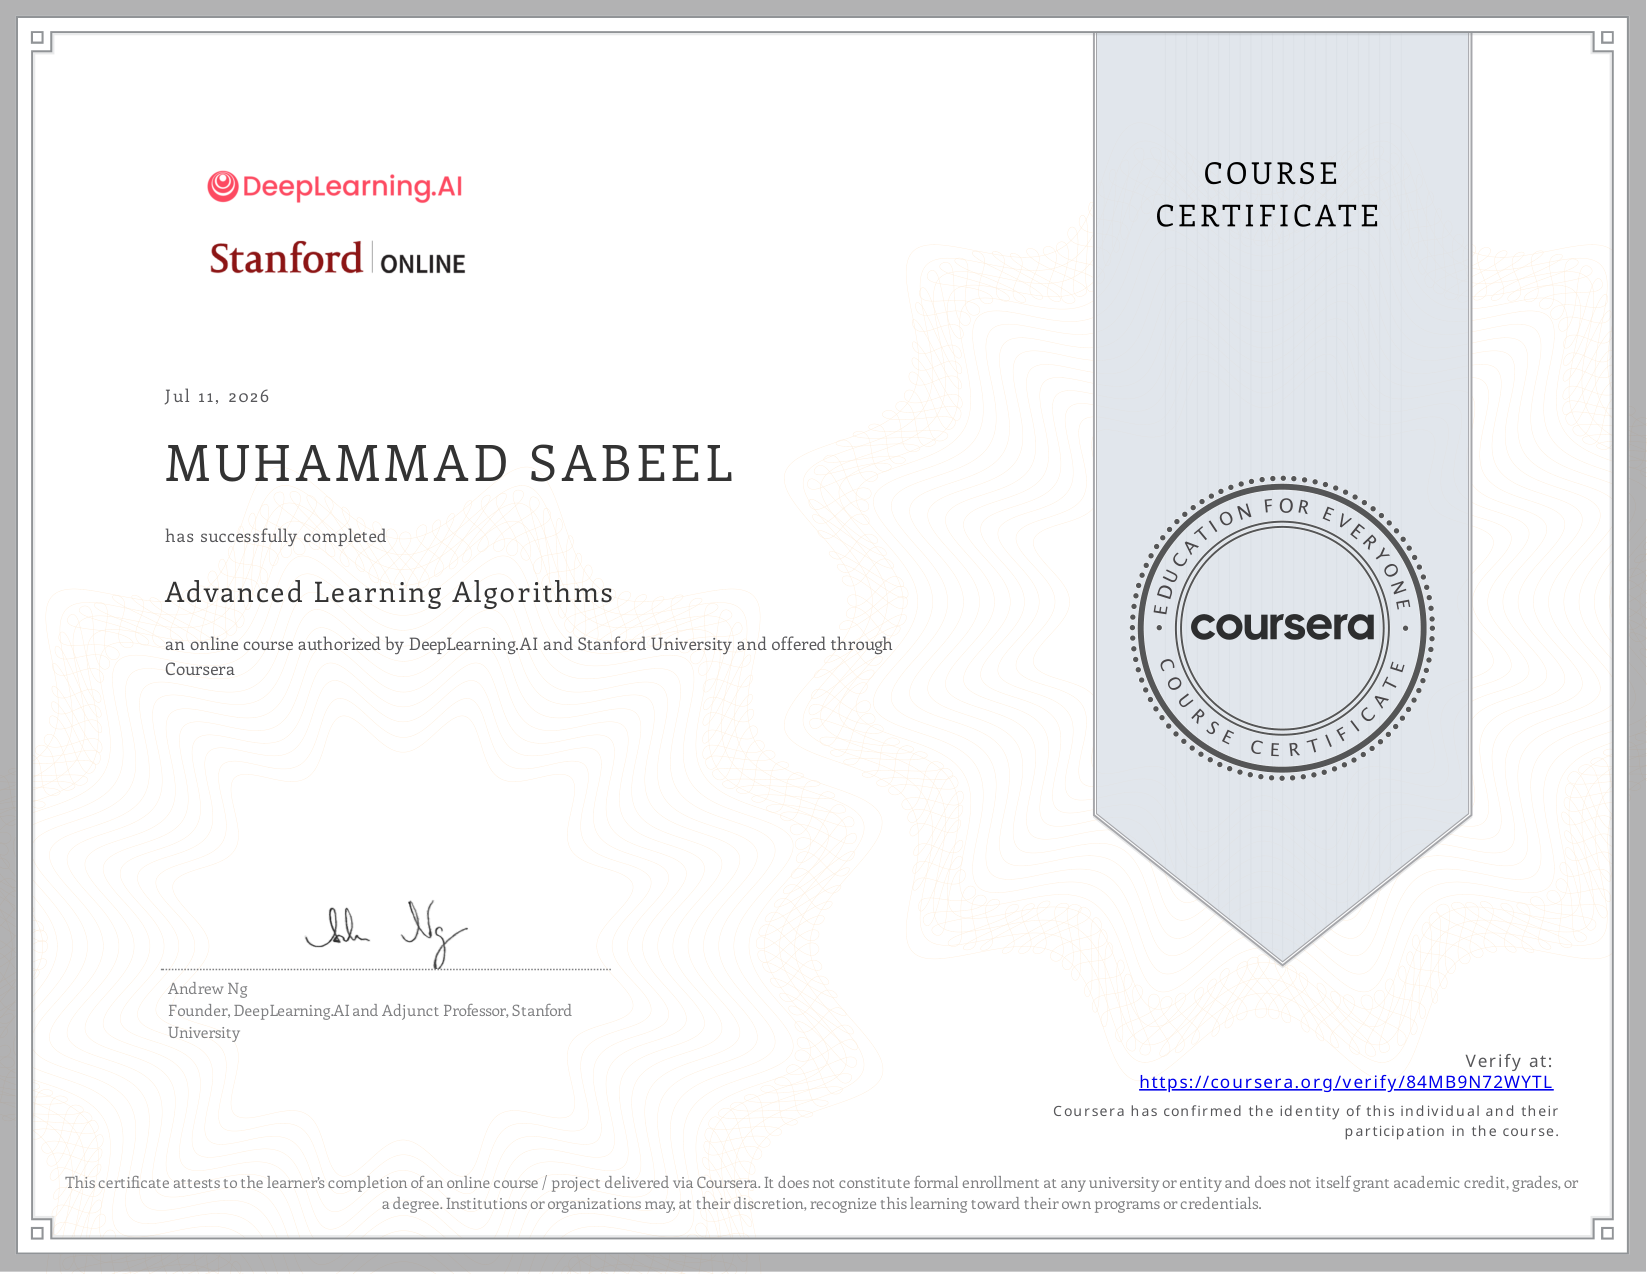 DeepLearning.AI
Stanford ONLINE
COURSE
CERTIFICATE
Jul 11, 2026
MUHAMMAD SABEEL
has successfully completed
Advanced Learning Algorithms
an online course authorized by DeepLearning.AI and Stanford University and offered through
Coursera
EDUCATION FOR EVERYONE
coursera
COURSE CERTIFICATE
Andrew Ng
Andrew Ng
Founder, DeepLearning.AI and Adjunct Professor, Stanford
University
Verify at:
https://coursera.org/verify/84MB9N72WYTL
Coursera has confirmed the identity of this individual and their
participation in the course.
This certificate attests to the learner's completion of an online course / project delivered via Coursera. It does not constitute formal enrollment at any university or entity and does not itself grant academic credit, grades, or
a degree. Institutions or organizations may, at their discretion, recognize this learning toward their own programs or credentials.